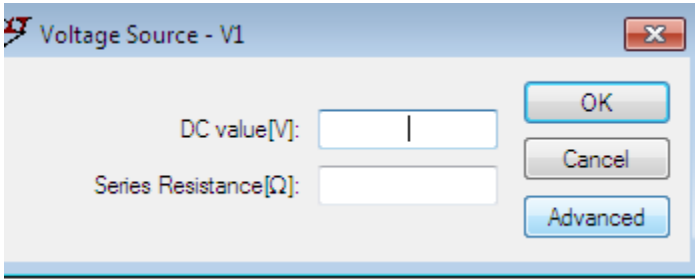 Voltage Source - V1
DC value[V]:
OK
Series Resistance[Ω]:
Cancel
Advanced